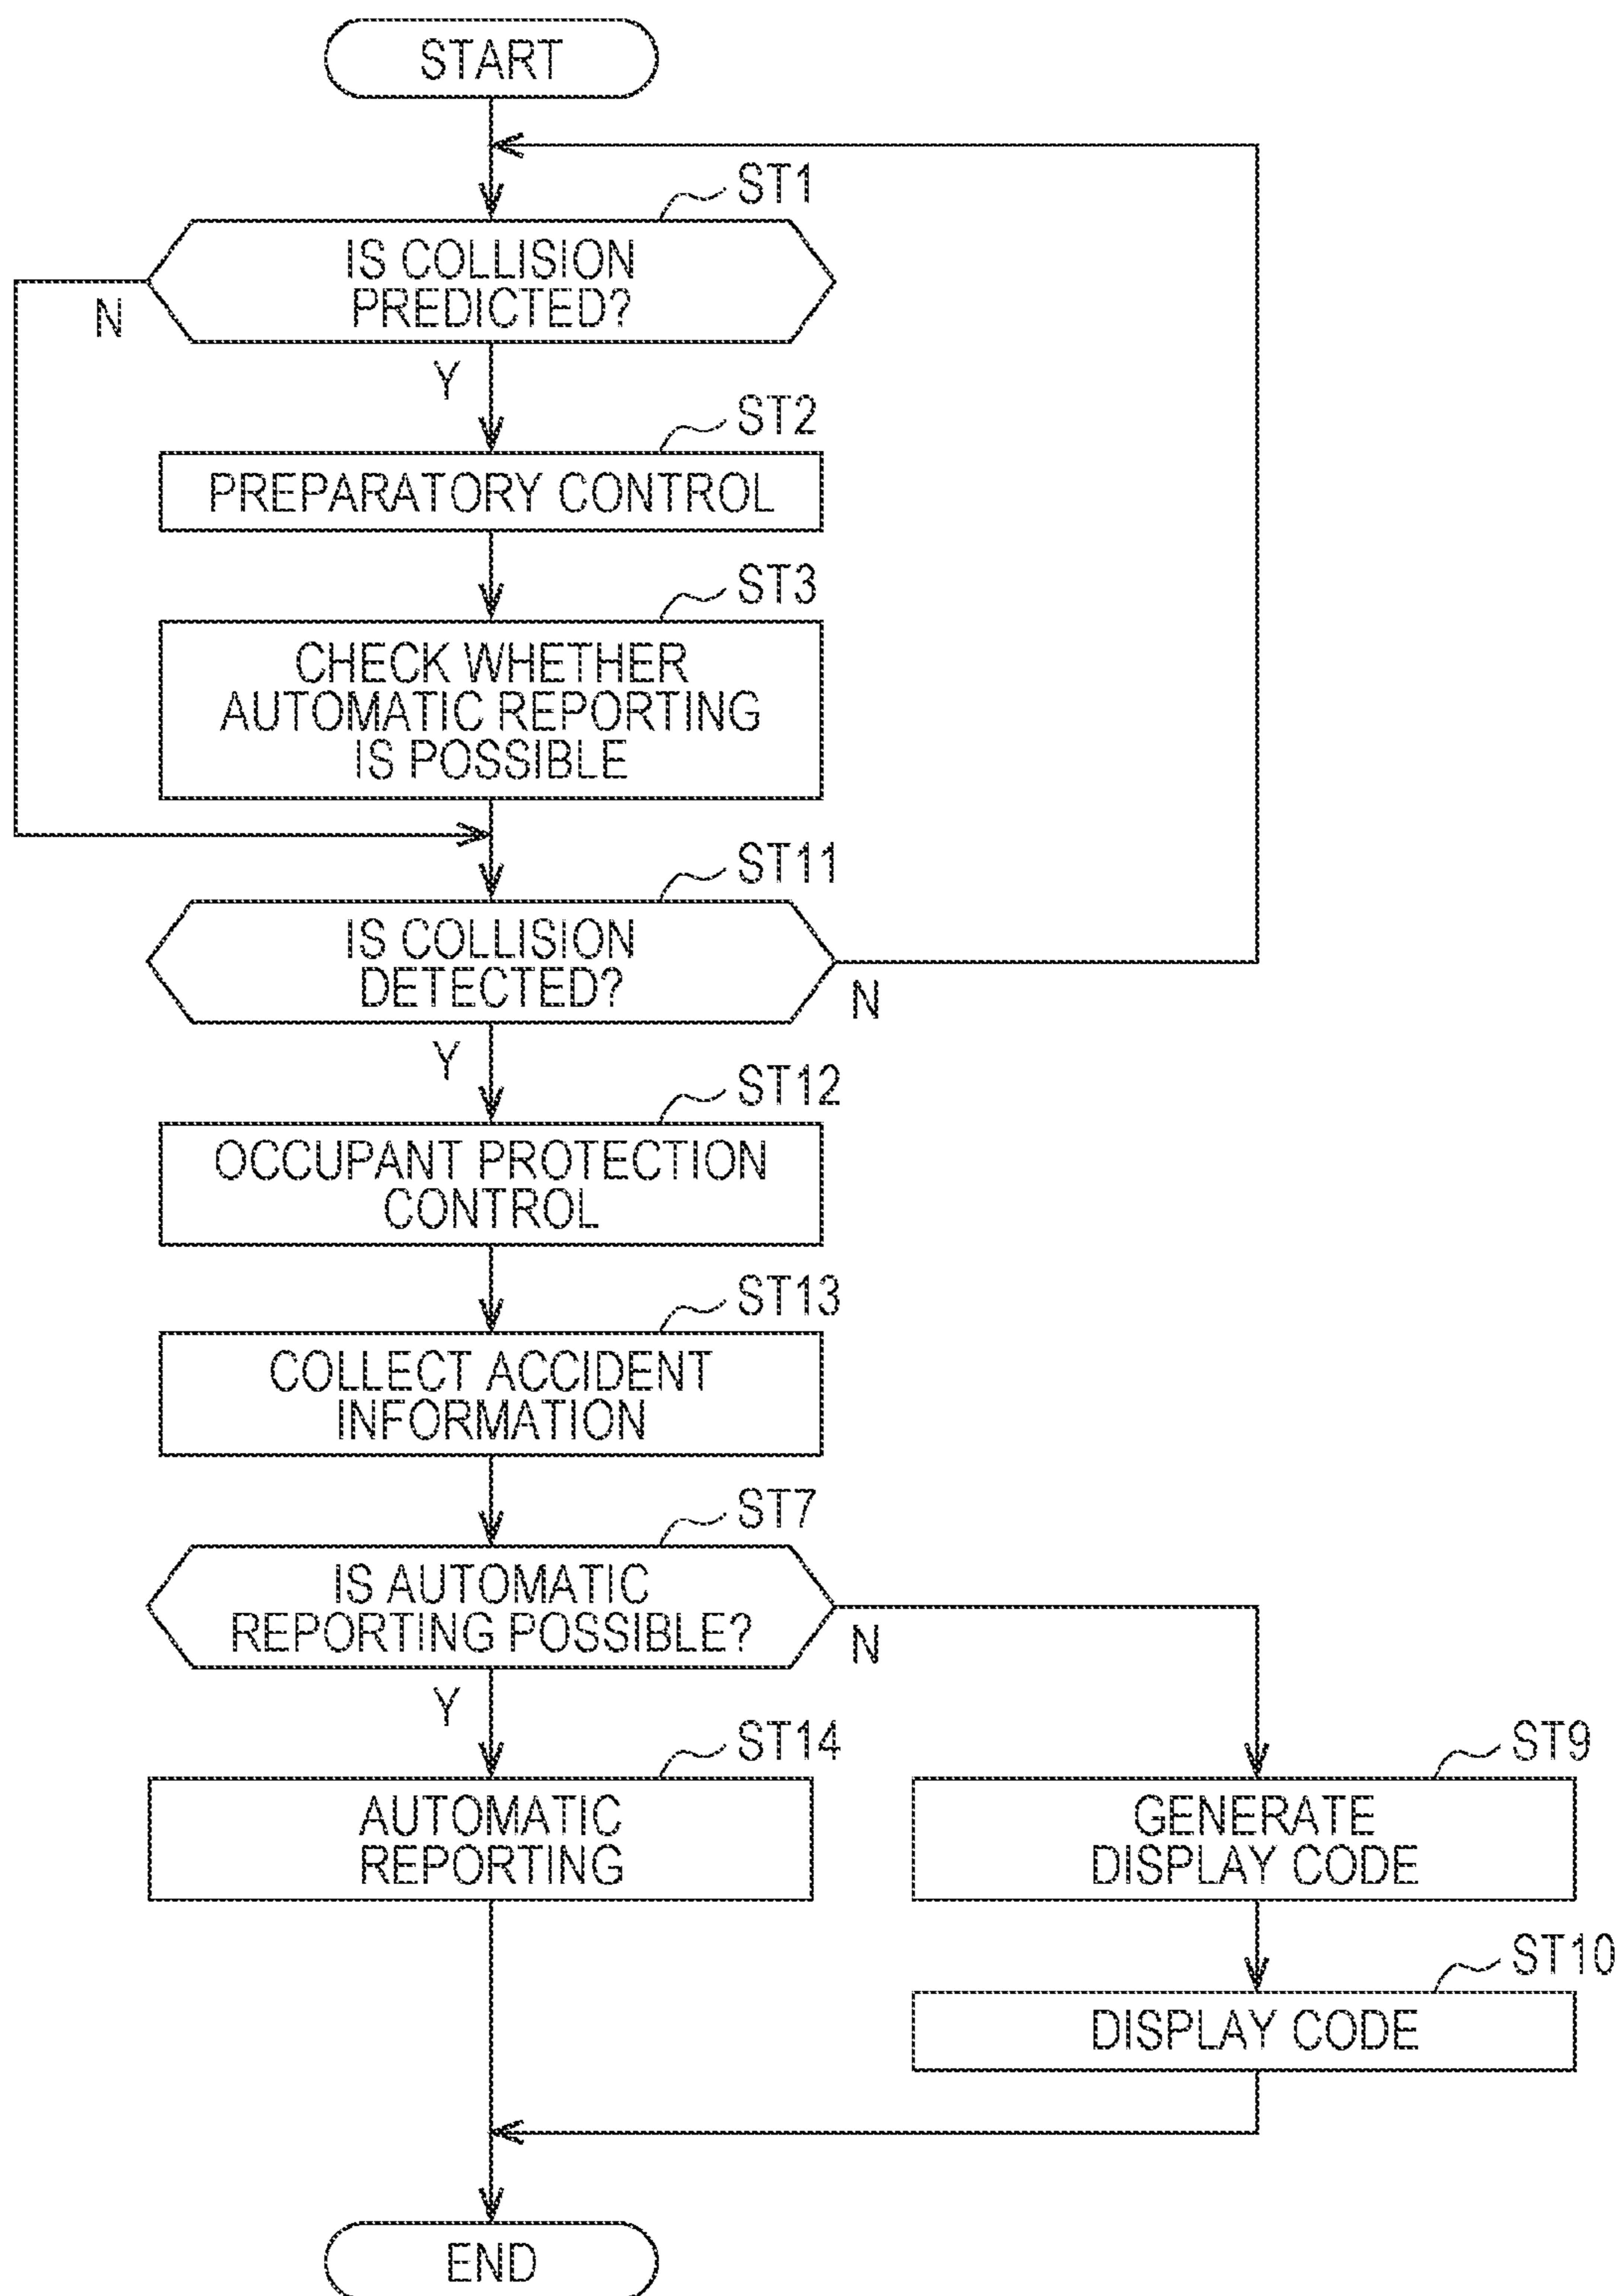 START
ST1
IS COLLISION
PREDICTED?
N
Y
ST2
PREPARATORY CONTROL
ST3
CHECK WHETHER
AUTOMATIC REPORTING
IS POSSIBLE
ST11
IS COLLISION
DETECTED?
N
Y
ST12
OCCUPANT PROTECTION
CONTROL
ST13
COLLECT ACCIDENT
INFORMATION
ST7
IS AUTOMATIC
REPORTING POSSIBLE?
N
Y
ST14
AUTOMATIC
REPORTING
ST9
GENERATE
DISPLAY CODE
ST10
DISPLAY CODE
END